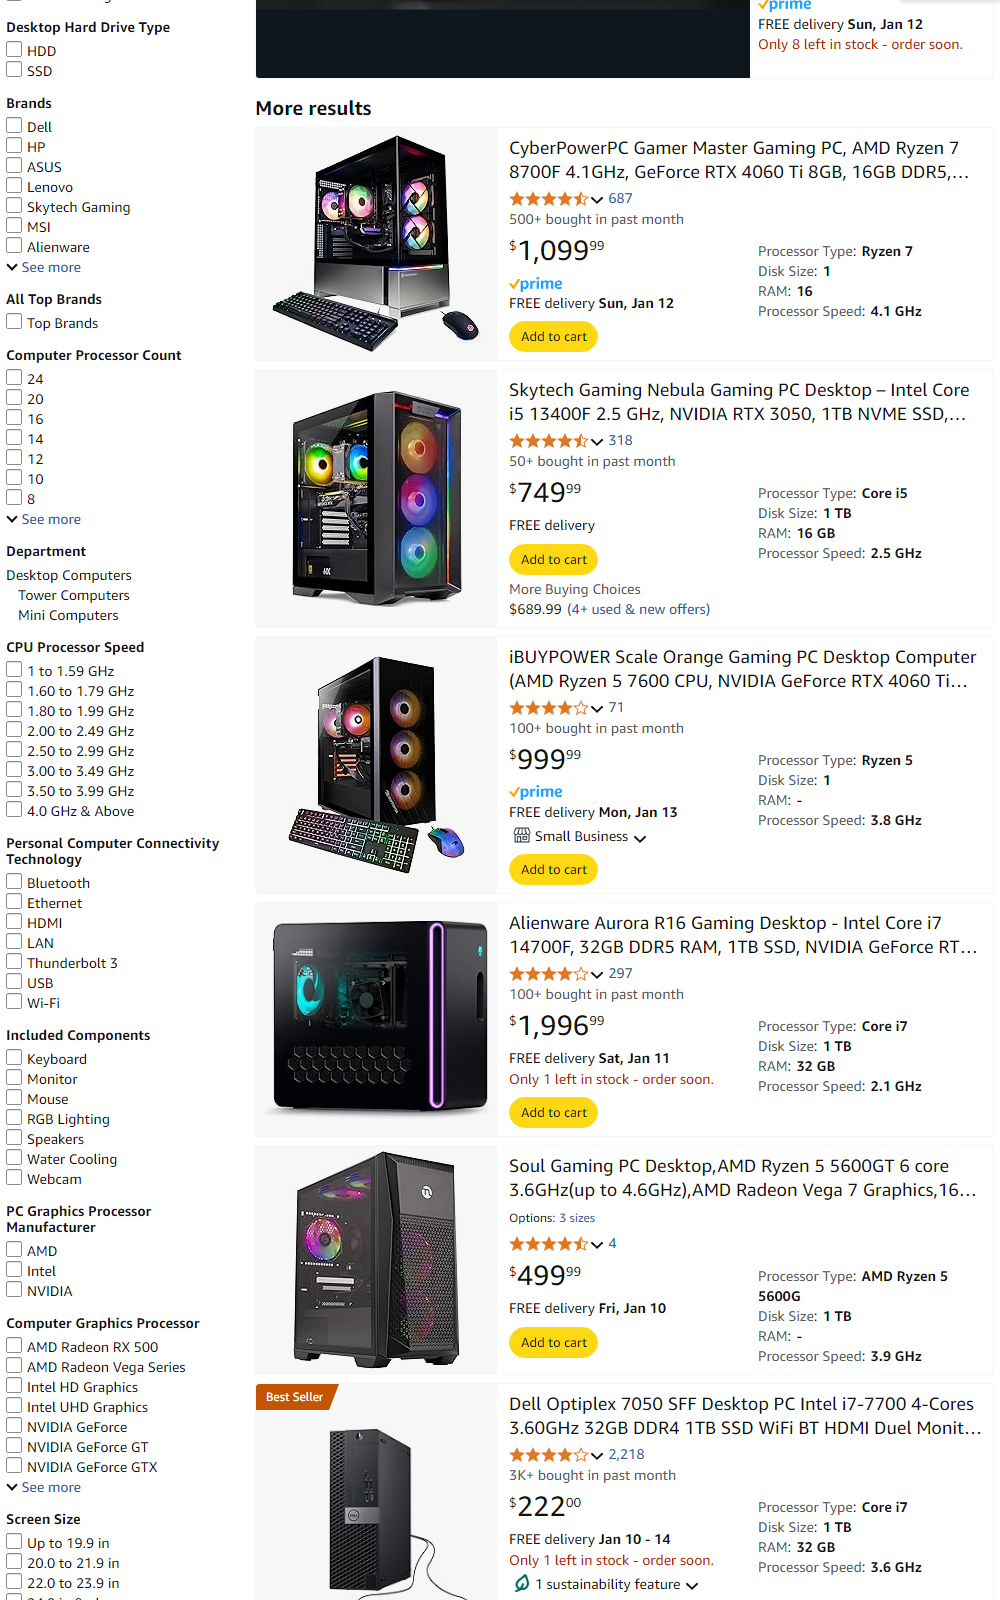 Desktop Hard Drive Type
HDD
SSD
Brands
Dell
HP
ASUS
Lenovo
Skytech Gaming
MSI
Alienware
See more
All Top Brands
Top Brands
Computer Processor Count
24
20
16
14
12
10
8
See more
Department
Desktop Computers
Tower Computers
Mini Computers
CPU Processor Speed
1 to 1.59 GHz
1.60 to 1.79 GHz
1.80 to 1.99 GHz
2.00 to 2.49 GHz
2.50 to 2.99 GHz
3.00 to 3.49 GHz
3.50 to 3.99 GHz
4.0 GHz & Above
Personal Computer Connectivity
Technology
Bluetooth
Ethernet
HDMI
LAN
Thunderbolt 3
USB
Wi-Fi
Included Components
Keyboard
Monitor
Mouse
RGB Lighting
Speakers
Water Cooling
Webcam
PC Graphics Processor
Manufacturer
AMD
Intel
NVIDIA
Computer Graphics Processor
AMD Radeon RX 500
AMD Radeon Vega Series
Intel HD Graphics
Intel UHD Graphics
NVIDIA GeForce
NVIDIA GeForce GT
NVIDIA GeForce GTX
See more
Screen Size
Up to 19.9 in
20.0 to 21.9 in
22.0 to 23.9 in
prime
FREE delivery Sun, Jan 12
Only 8 left in stock - order soon.
More results
CyberPowerPC Gamer Master Gaming PC, AMD Ryzen 7
8700F 4.1GHz, GeForce RTX 4060 Ti 8GB, 16GB DDR5,...
687
500+ bought in past month
$1,099.99
prime
FREE delivery Sun, Jan 12
Add to cart
Processor Type: Ryzen 7
Disk Size: 1
RAM: 16
Processor Speed: 4.1 GHz
Skytech Gaming Nebula Gaming PC Desktop – Intel Core
i5 13400F 2.5 GHz, NVIDIA RTX 3050, 1TB NVME SSD,...
318
50+ bought in past month
$749.99
FREE delivery
Add to cart
More Buying Choices
$689.99 (4+ used & new offers)
Processor Type: Core i5
Disk Size: 1 TB
RAM: 16 GB
Processor Speed: 2.5 GHz
iBUYPOWER Scale Orange Gaming PC Desktop Computer
(AMD Ryzen 5 7600 CPU, NVIDIA GeForce RTX 4060 Ti...
71
100+ bought in past month
$999.99
prime
FREE delivery Mon, Jan 13
Small Business
Add to cart
Processor Type: Ryzen 5
Disk Size: 1
RAM: -
Processor Speed: 3.8 GHz
Alienware Aurora R16 Gaming Desktop - Intel Core i7
14700F, 32GB DDR5 RAM, 1TB SSD, NVIDIA GeForce RT...
297
100+ bought in past month
$1,996.99
FREE delivery Sat, Jan 11
Only 1 left in stock - order soon.
Add to cart
Processor Type: Core i7
Disk Size: 1 TB
RAM: 32 GB
Processor Speed: 2.1 GHz
Soul Gaming PC Desktop,AMD Ryzen 5 5600GT 6 core
3.6GHz(up to 4.6GHz),AMD Radeon Vega 7 Graphics,16...
Options: 3 sizes
4
$499.99
FREE delivery Fri, Jan 10
Add to cart
Processor Type: AMD Ryzen 5
5600G
Disk Size: 1 TB
RAM: -
Processor Speed: 3.9 GHz
Best Seller
Dell Optiplex 7050 SFF Desktop PC Intel i7-7700 4-Cores
3.60GHz 32GB DDR4 1TB SSD WiFi BT HDMI Duel Monit...
2,218
3K+ bought in past month
$222.00
FREE delivery Jan 10 - 14
Only 1 left in stock - order soon.
1 sustainability feature
Processor Type: Core i7
Disk Size: 1 TB
RAM: 32 GB
Processor Speed: 3.6 GHz